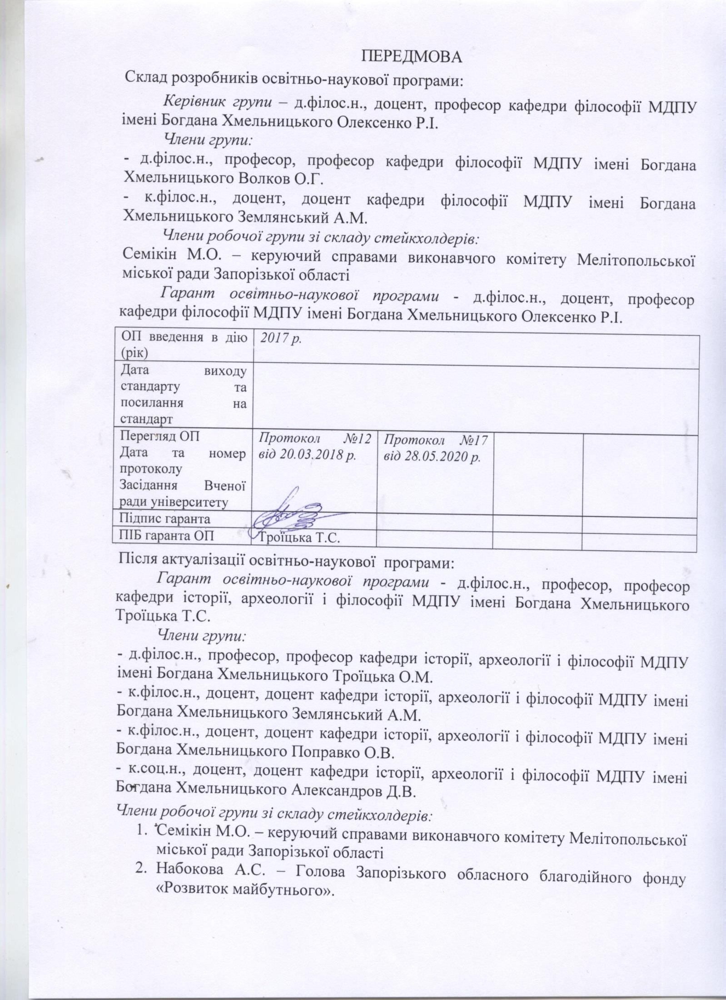 ПЕРЕДМОВА
Склад розробників освітньо-наукової програми:
Керівник групи – д.філос.н., доцент, професор кафедри філософії МДПУ
імені Богдана Хмельницького Олексенко Р.І.
Члени групи:
- д.філос.н., професор, професор кафедри філософії МДПУ імені Богдана
Хмельницького Волков О.Г.
- к.філос.н., доцент, доцент кафедри філософії МДПУ імені Богдана
Хмельницького Землянський А.М.
Члени робочої групи зі складу стейкхолдерів:
Семікін М.О. – керуючий справами виконавчого комітету Мелітопольської
міської ради Запорізької області
Гарант освітньо-наукової програми - д.філос.н., доцент, професор
кафедри філософії МДПУ імені Богдана Хмельницького Олексенко Р.І.
ОП введення в дію 2017 р.
(рік)
Дата виходу
стандарту та
посилання на
стандарт
Перегляд ОП Протокол №12 Протокол №17
Дата та номер від 20.03.2018 р. від 28.05.2020 р.
протоколу
Засідання Вченої
ради університету
Підпис гаранта
ПІБ гаранта ОП Троїцька Т.С.
Після актуалізації освітньо-наукової програми:
Гарант освітньо-наукової програми - д.філос.н., професор, професор
кафедри історії, археології і філософії МДПУ імені Богдана Хмельницького
Троїцька Т.С.
Члени групи:
- д.філос.н., професор, професор кафедри історії, археології і філософії МДПУ
імені Богдана Хмельницького Троїцька О.М.
- к.філос.н., доцент, доцент кафедри історії, археології і філософії МДПУ імені
Богдана Хмельницького Землянський А.М.
- к.філос.н., доцент, доцент кафедри історії, археології і філософії МДПУ імені
Богдана Хмельницького Поправко О.В.
- к.соц.н., доцент, доцент кафедри історії, археології і філософії МДПУ імені
Богдана Хмельницького Александров Д.В.
Члени робочої групи зі складу стейкхолдерів:
1. Семікін М.О. – керуючий справами виконавчого комітету Мелітопольської
міської ради Запорізької області
2. Набокова А.С. – Голова Запорізького обласного благодійного фонду
«Розвиток майбутнього».